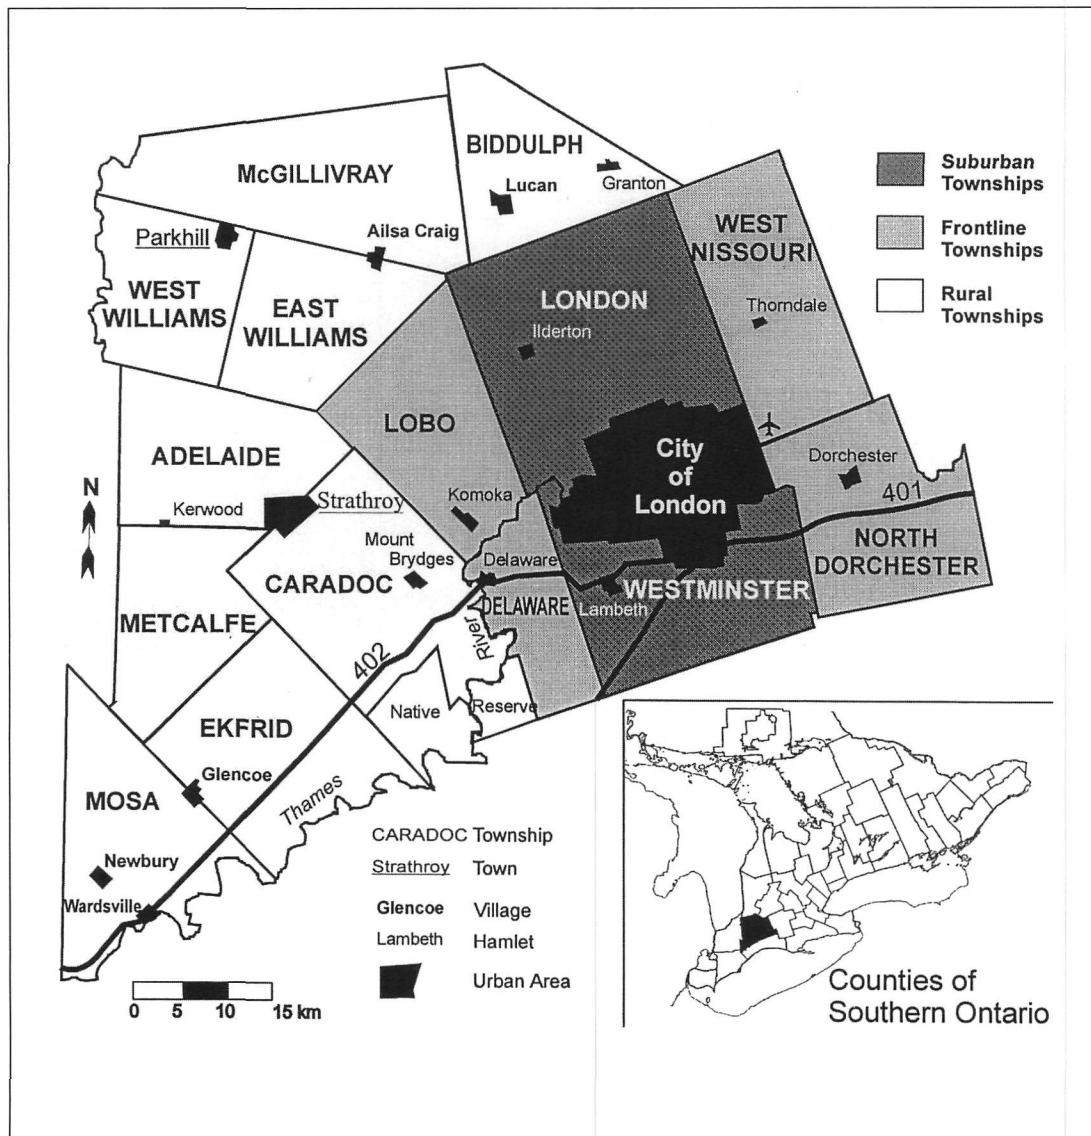 BIDDULPH
McGILLIVRAY
Lucan
Granton
Suburban
Townships
WEST
NISSOURI
Frontline
Townships
Parkhill
Ailsa Craig
WEST
WILLIAMS
EAST
WILLIAMS
LONDON
Ilderton
Thorndale
Rural
Townships
LOBO
ADELAIDE
City
of
London
Dorchester
N
Kerwood
Strathroy
Komoka
401
Mount
Brydges
Delaware
NORTH
DORCHESTER
CARADOC
DELAWARE
Lambeth
WESTMINSTER
METCALFE
402
River
Native
Reserve
EKFRID
Glencoe
MOSA
Thames
Newbury
Wardsville
CARADOC Township
Strathroy Town
Glencoe Village
Lambeth Hamlet
Urban Area
0 5 10 15 km
Counties of
Southern Ontario